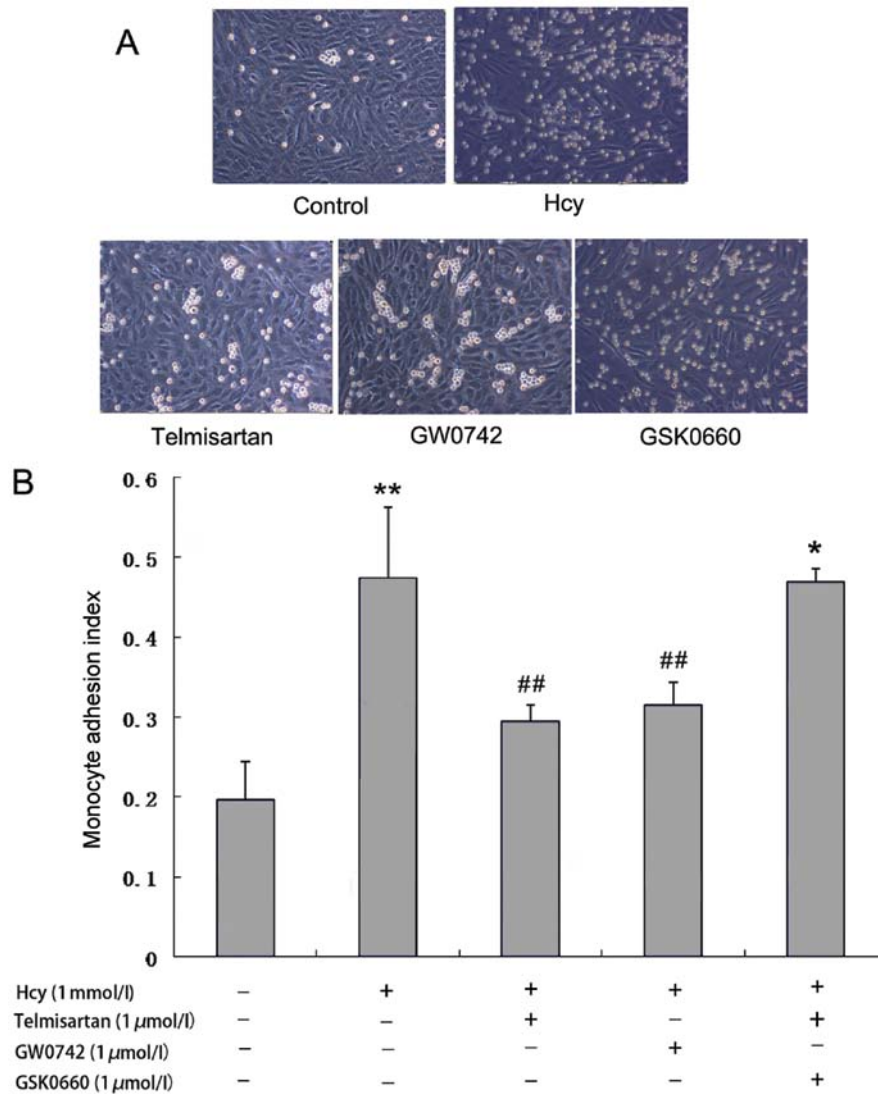 A
Control
Hcy
Telmisartan
GW0742
GSK0660
B
Monocyte adhesion index
0.6
0.5
0.4
0.3
0.2
0.1
0
**
##
##
*
Hcy (1 mmol/l) – + + + +
Telmisartan (1 μmol/l) – – + – +
GW0742 (1 μmol/l) – – – + –
GSK0660 (1 μmol/l) – – – – +